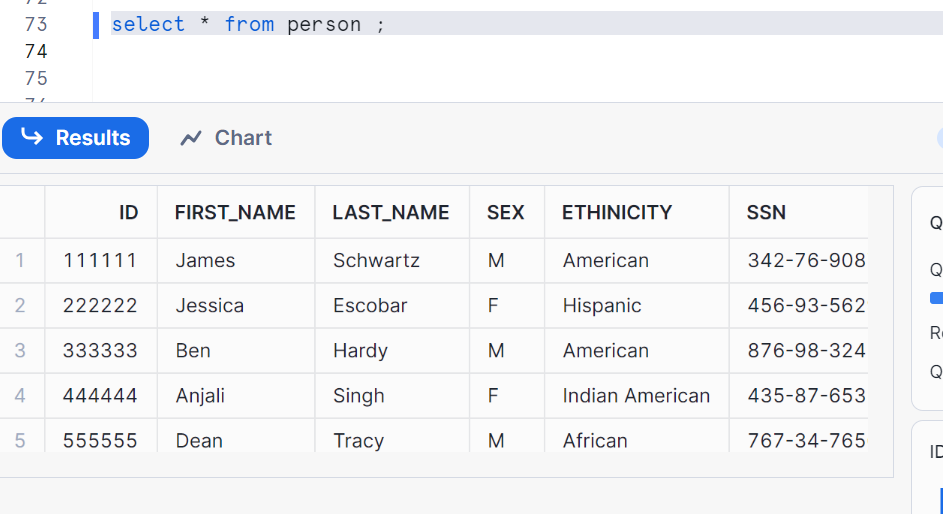 73 select * from person ;
74
75
Results Chart
ID FIRST_NAME LAST_NAME SEX ETHINICITY SSN
1 111111 James Schwartz M American 342-76-908
2 222222 Jessica Escobar F Hispanic 456-93-562
3 333333 Ben Hardy M American 876-98-324
4 444444 Anjali Singh F Indian American 435-87-653
5 555555 Dean Tracy M African 767-34-765
ID